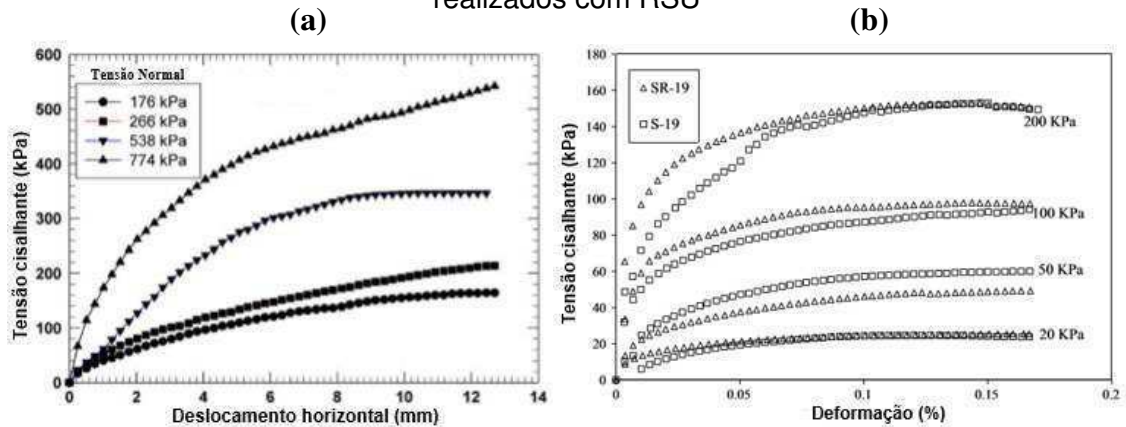 realizados com RSU
(a)
600
500
400
300
200
100
0
Tensão cisalhante (kPa)
Tensão Normal
176 kPa
266 kPa
538 kPa
774 kPa
0 2 4 6 8 10 12 14
Deslocamento horizontal (mm)
(b)
180
160
140
120
100
80
60
40
20
0
Tensão cisalhante (kPa)
SR-19
S-19
200 KPa
100 KPa
50 KPa
20 KPa
0 0.05 0.1 0.15 0.2
Deformação (%)